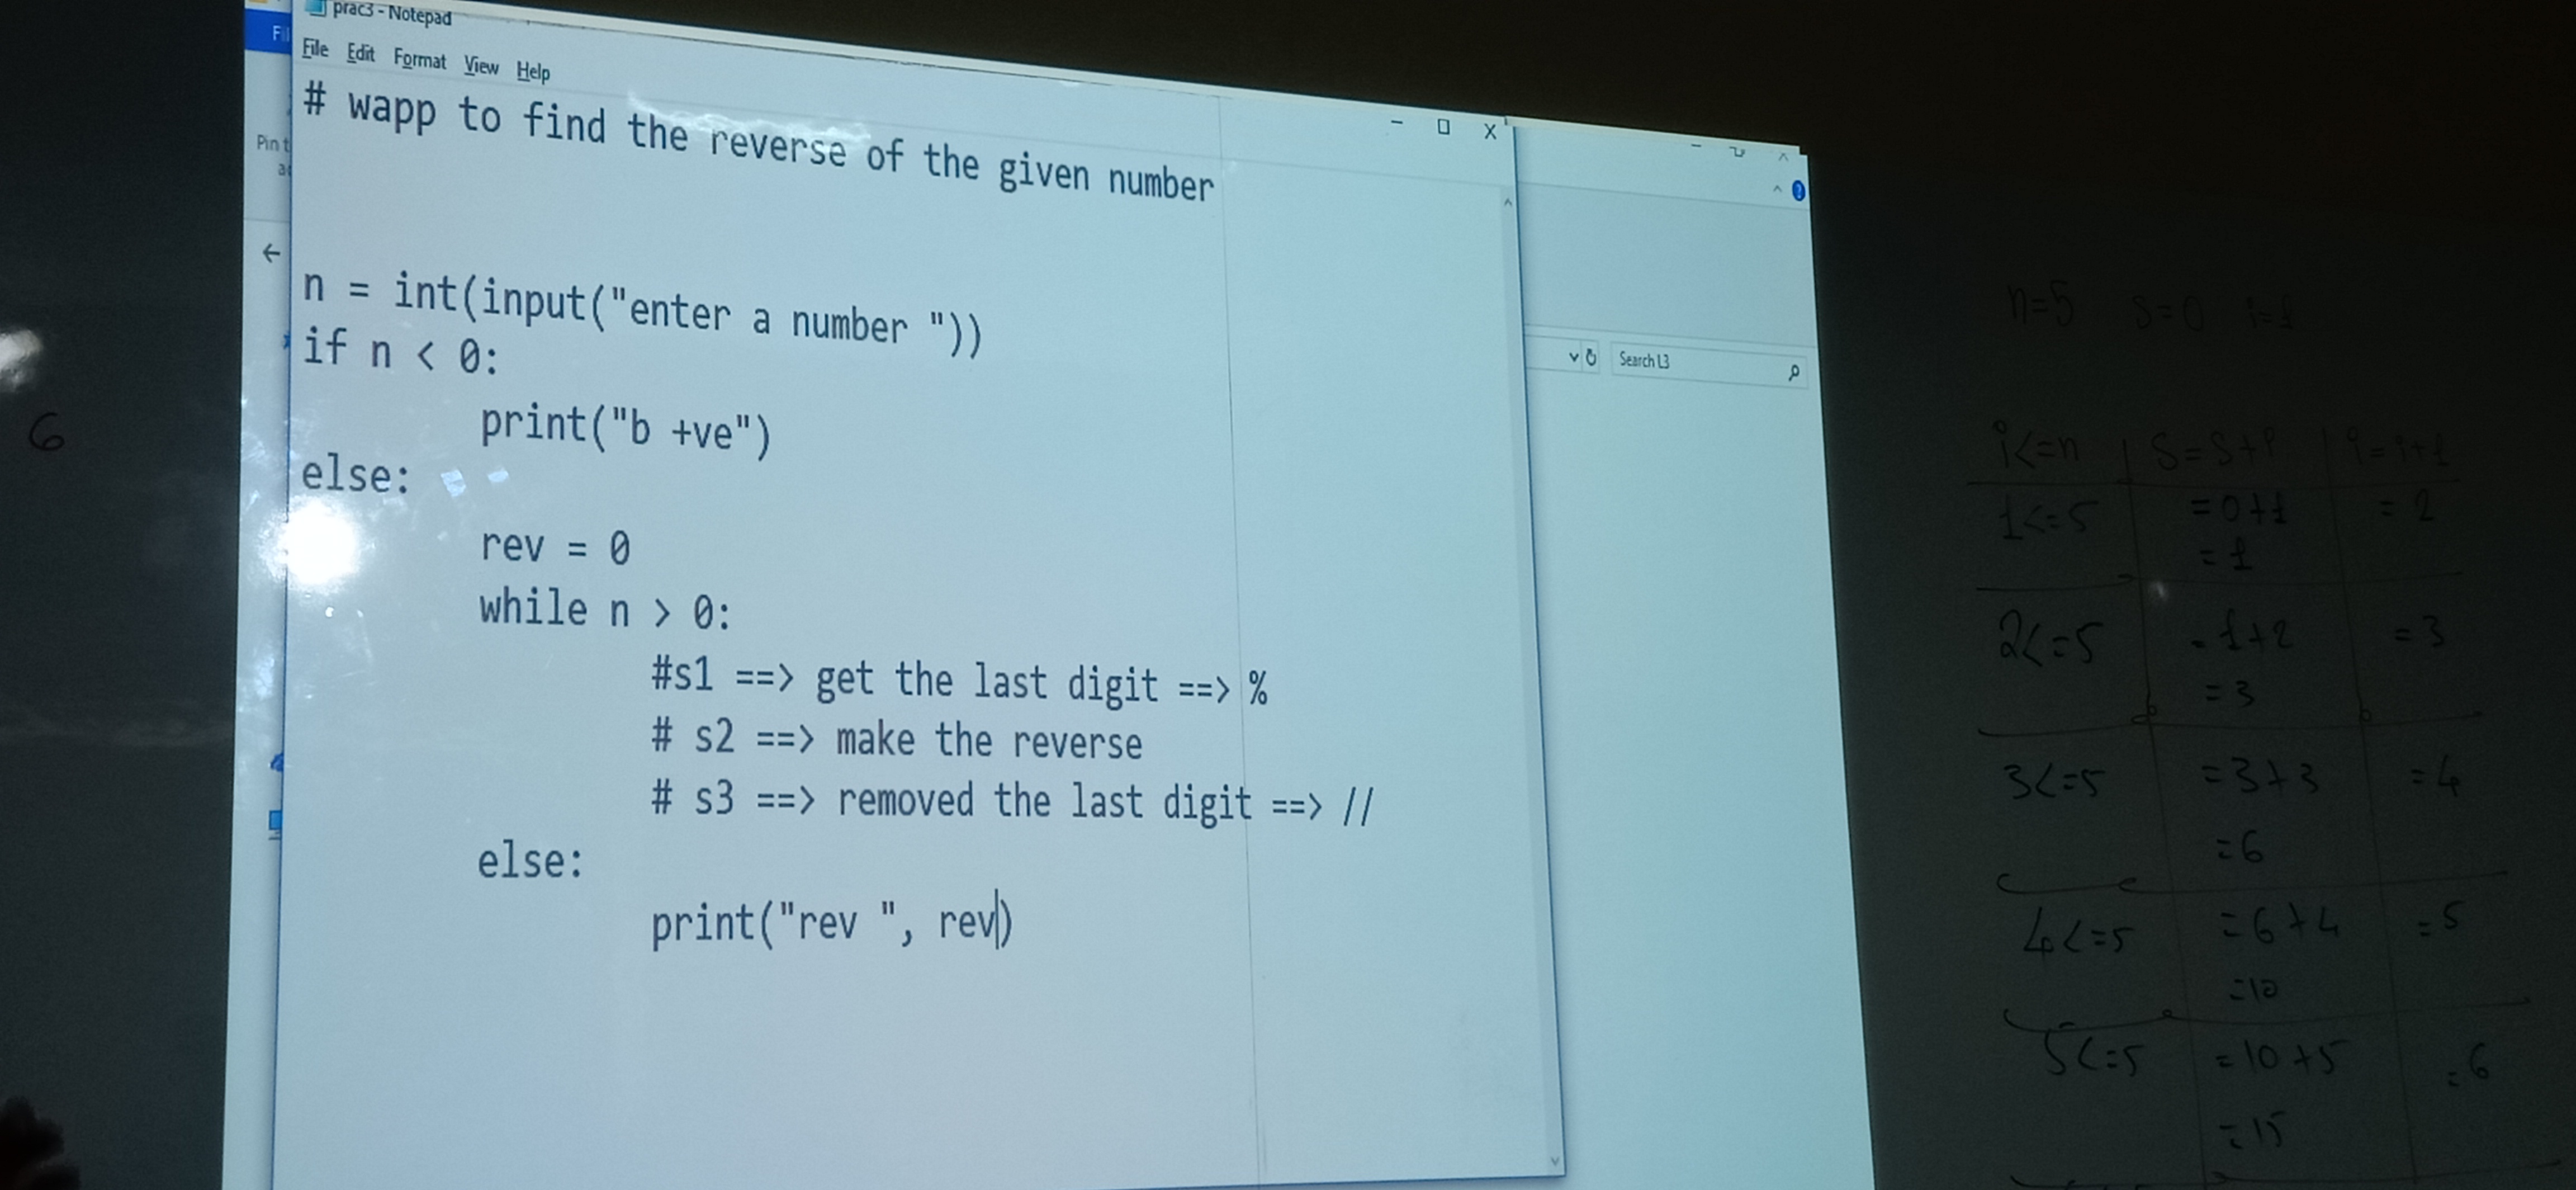 prac3 - Notepad
File Edit Format View Help
# wapp to find the reverse of the given number
n = int(input("enter a number "))
if n < 0:
print("b +ve")
else:
rev = 0
while n > 0:
#s1 ==> get the last digit ==> %
# s2 ==> make the reverse
# s3 ==> removed the last digit ==> //
else:
print("rev ", rev)
Pin t
Search L3
6
n=5 s=0 i=1
i<=n S=S+i i=i+1
1<=5 =0+1 =2
=1
2<=5 =1+2 =3
=3
3<=5 =3+3 =4
=6
4<=5 =6+4 =5
=10
5<=5 =10+5 =6
=15